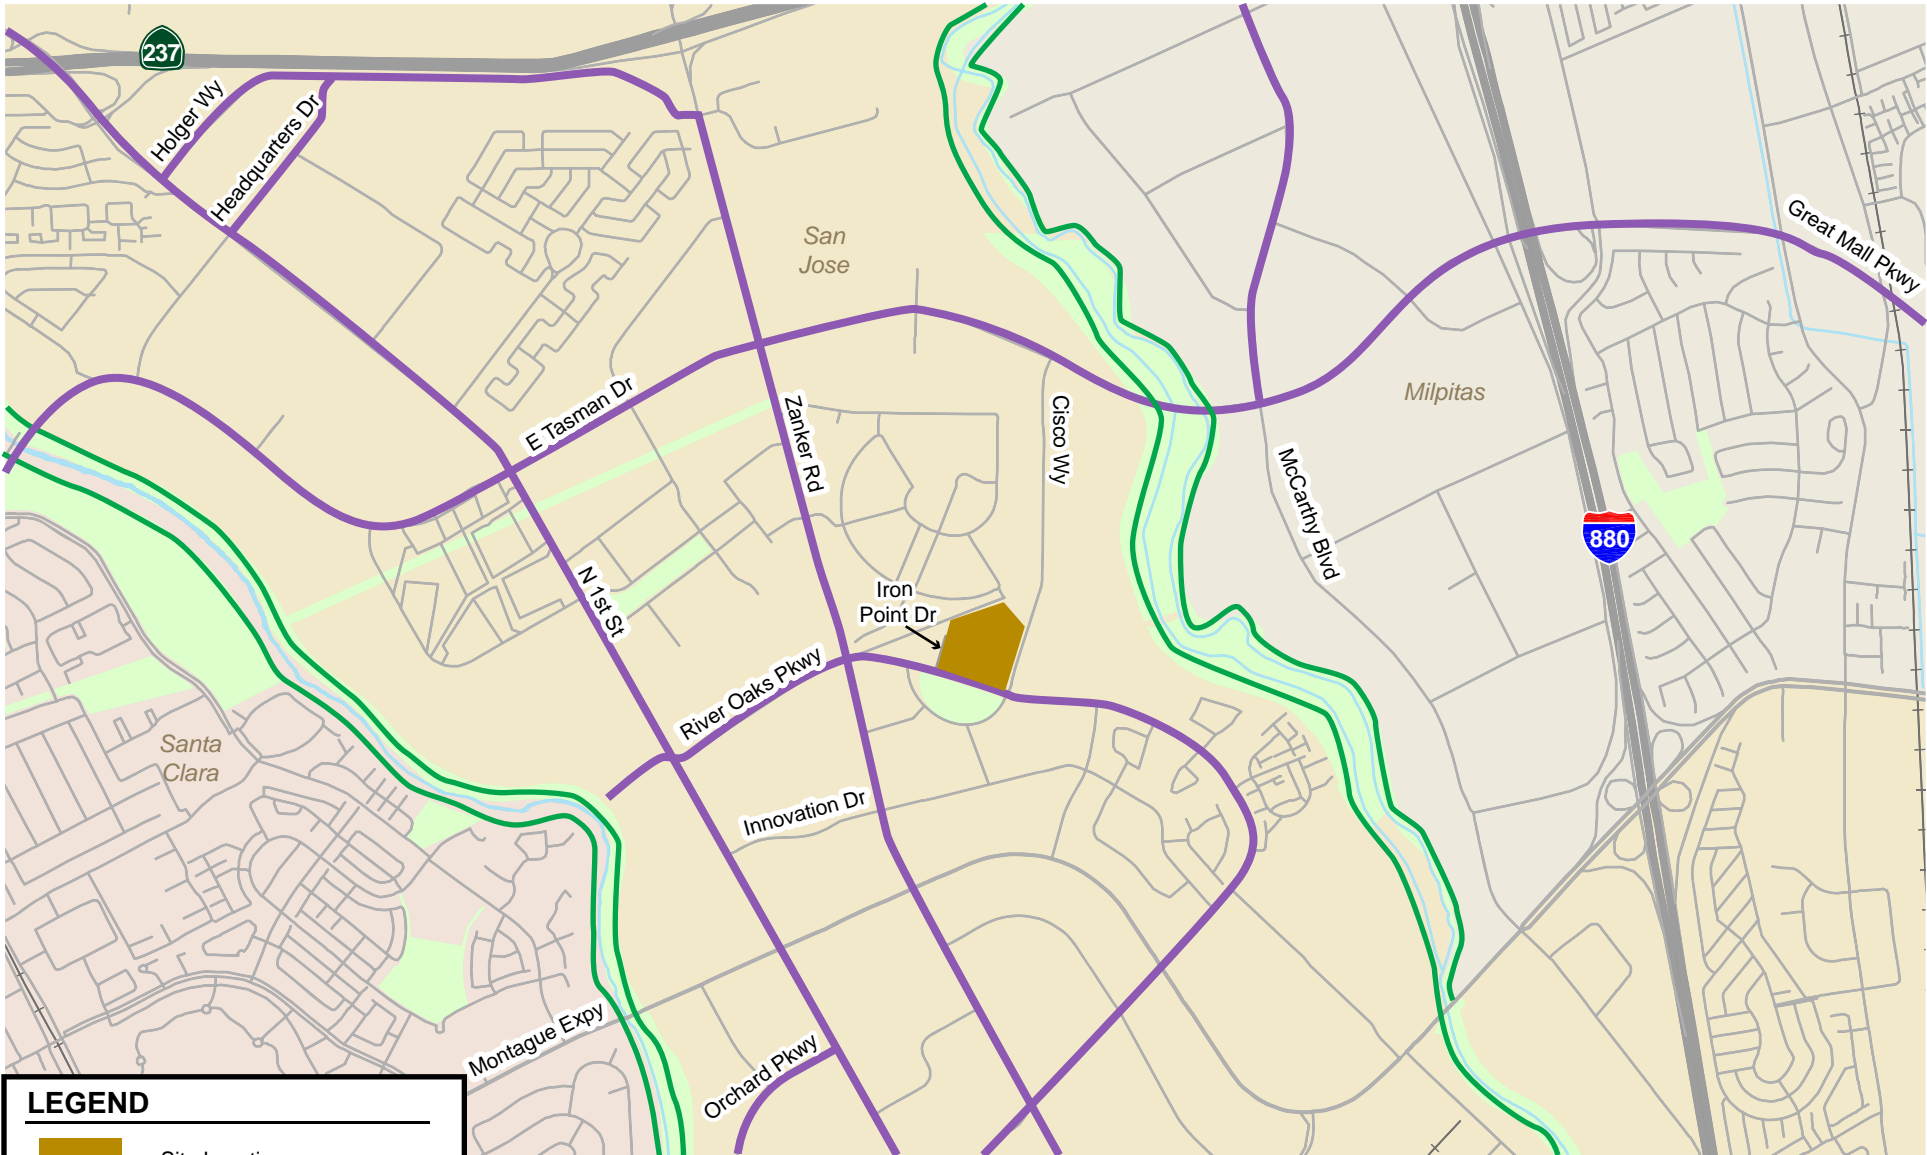 237
Holger Wy
Headquarters Dr
San
Jose
Great Mall Pkwy
E Tasman Dr
Zanker Rd
Cisco Wy
Milpitas
McCarthy Blvd
880
N 1st St
Iron
Point Dr
River Oaks Pkwy
Santa
Clara
Innovation Dr
Montague Expy
Orchard Pkwy
LEGEND